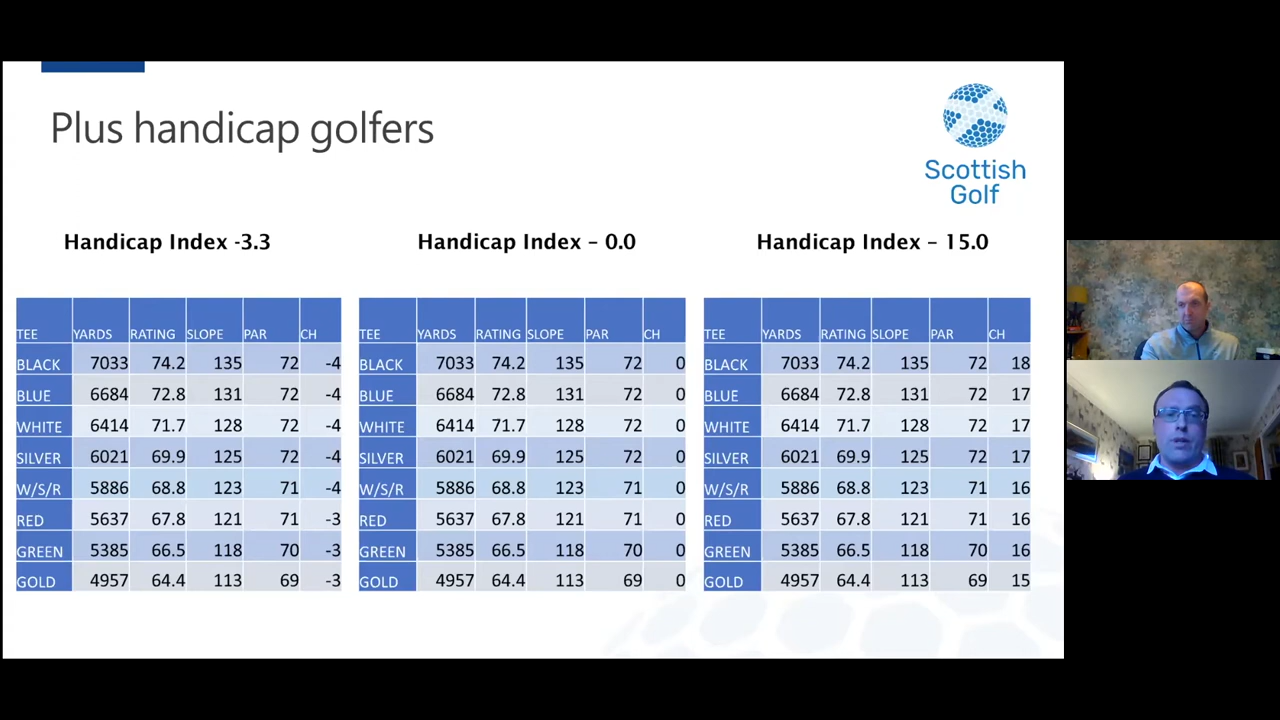 Plus handicap golfers
Scottish
Golf
Handicap Index -3.3
TEE YARDS RATING SLOPE PAR CH
BLACK 7033 74.2 135 72 -4
BLUE 6684 72.8 131 72 -4
WHITE 6414 71.7 128 72 -4
SILVER 6021 69.9 125 72 -4
W/S/R 5886 68.8 123 71 -4
RED 5637 67.8 121 71 -3
GREEN 5385 66.5 118 70 -3
GOLD 4957 64.4 113 69 -3
Handicap Index – 0.0
TEE YARDS RATING SLOPE PAR CH
BLACK 7033 74.2 135 72 0
BLUE 6684 72.8 131 72 0
WHITE 6414 71.7 128 72 0
SILVER 6021 69.9 125 72 0
W/S/R 5886 68.8 123 71 0
RED 5637 67.8 121 71 0
GREEN 5385 66.5 118 70 0
GOLD 4957 64.4 113 69 0
Handicap Index – 15.0
TEE YARDS RATING SLOPE PAR CH
BLACK 7033 74.2 135 72 18
BLUE 6684 72.8 131 72 17
WHITE 6414 71.7 128 72 17
SILVER 6021 69.9 125 72 17
W/S/R 5886 68.8 123 71 16
RED 5637 67.8 121 71 16
GREEN 5385 66.5 118 70 16
GOLD 4957 64.4 113 69 15